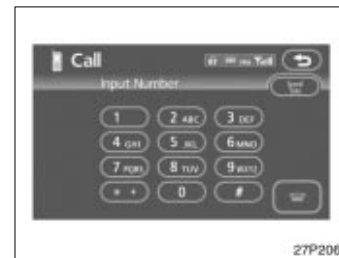 Call
Input Number
1 2 ABC 3 DEF
4 GHI 5 JKL 6 MNO
7 PQRS 8 TUV 9 WXYZ
* + 0 #
27P206